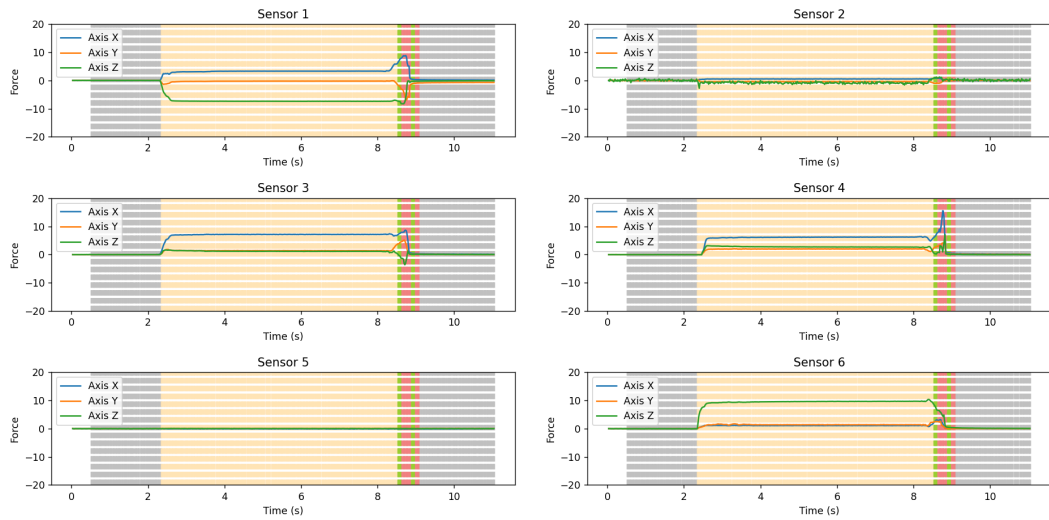 Sensor 1
20
10
0
−10
−20
Force
Axis X
Axis Y
Axis Z
0 2 4 6 8 10
Time (s)
Sensor 2
20
10
0
−10
−20
Force
Axis X
Axis Y
Axis Z
0 2 4 6 8 10
Time (s)
Sensor 3
20
10
0
−10
−20
Force
Axis X
Axis Y
Axis Z
0 2 4 6 8 10
Time (s)
Sensor 4
20
10
0
−10
−20
Force
Axis X
Axis Y
Axis Z
0 2 4 6 8 10
Time (s)
Sensor 5
20
10
0
−10
−20
Force
Axis X
Axis Y
Axis Z
0 2 4 6 8 10
Time (s)
Sensor 6
20
10
0
−10
−20
Force
Axis X
Axis Y
Axis Z
0 2 4 6 8 10
Time (s)